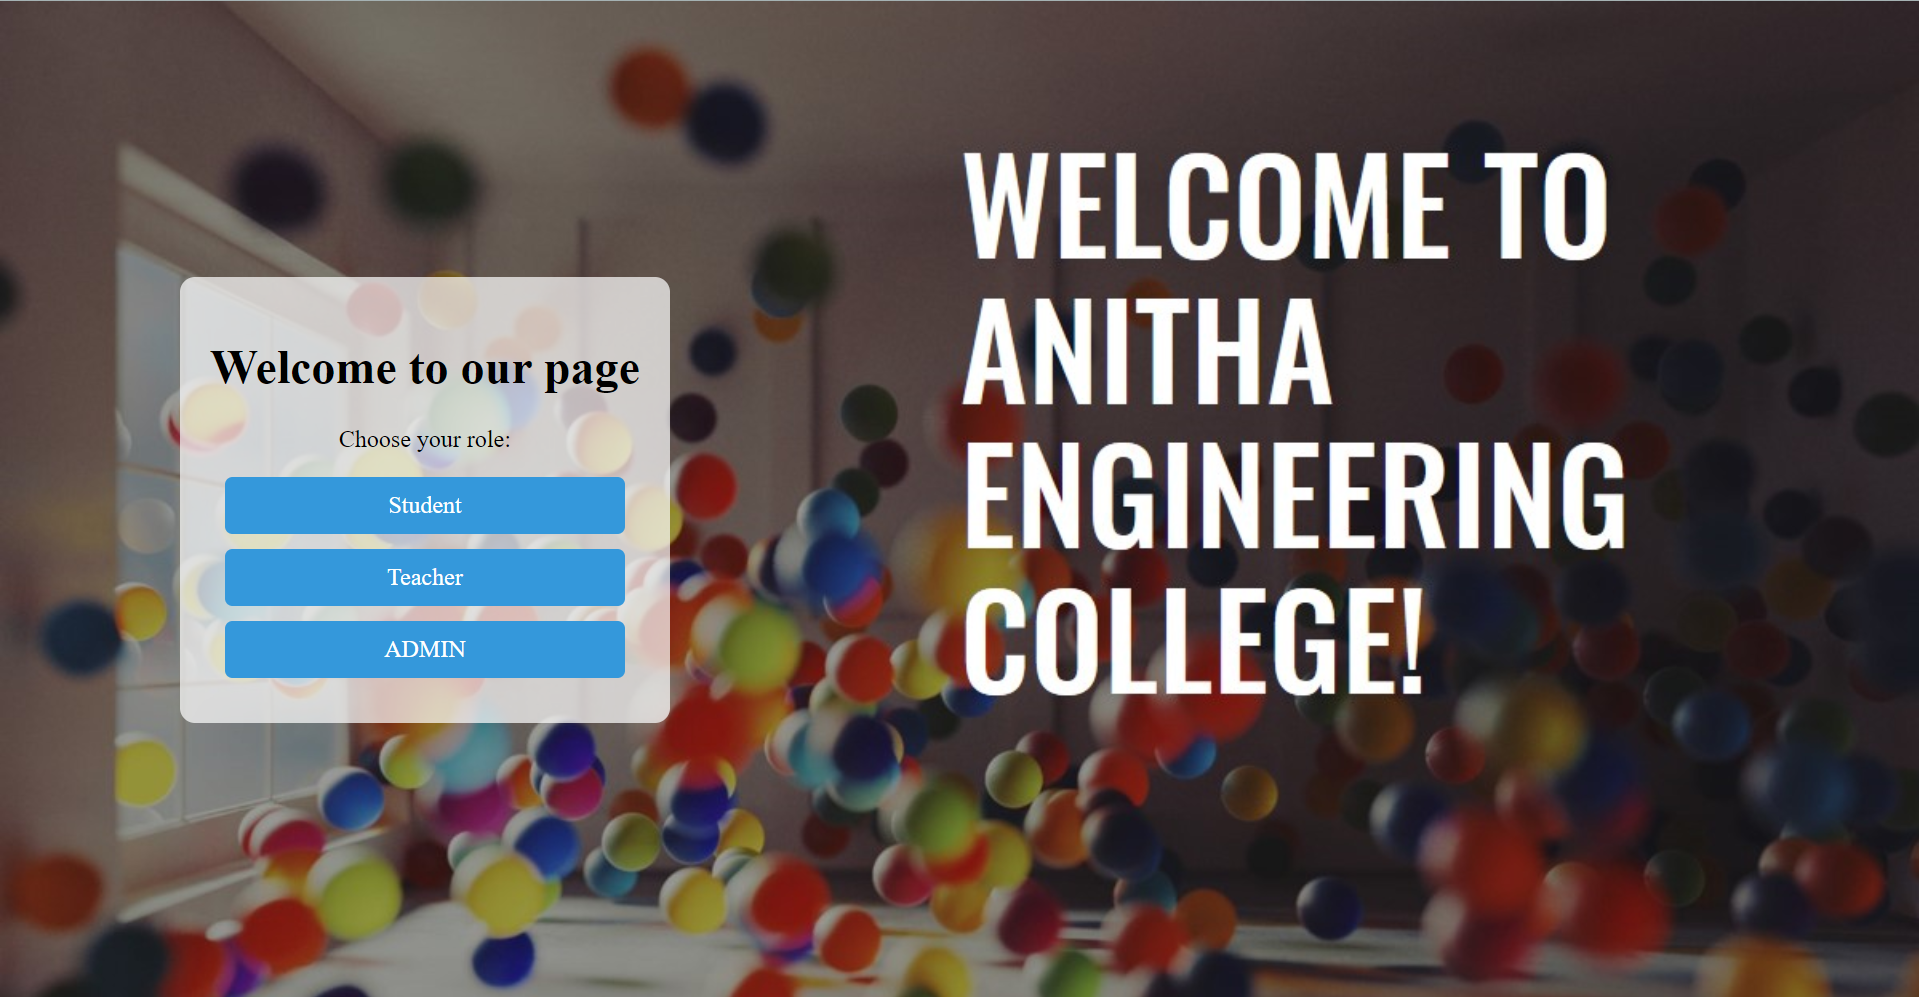 Welcome to our page
Choose your role:
Student
Teacher
ADMIN
WELCOME TO
ANITHA
ENGINEERING
COLLEGE!